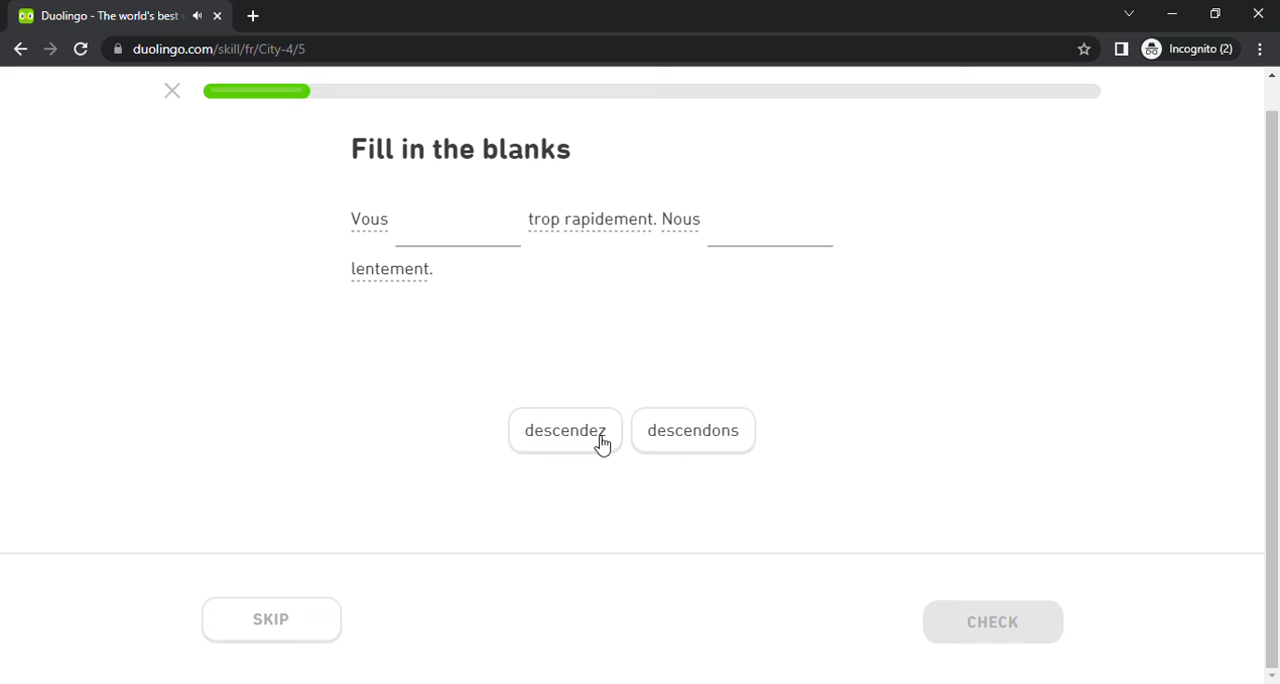 Duolingo - The world's best
duolingo.com/skill/fr/City-4/5
Incognito (2)
Fill in the blanks
Vous trop rapidement. Nous
lentement.
descendez descendons
SKIP CHECK